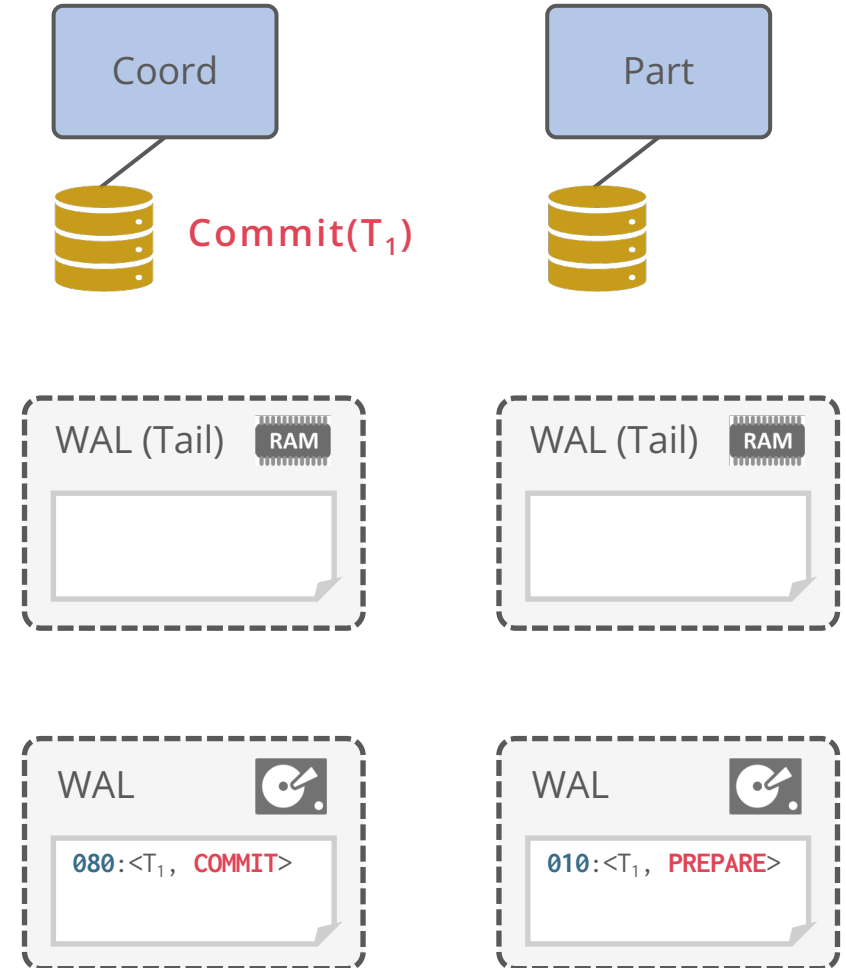 Coord
Part
Commit(T₁)
WAL (Tail) RAM
WAL (Tail) RAM
WAL
WAL
080:<T₁, COMMIT>
010:<T₁, PREPARE>